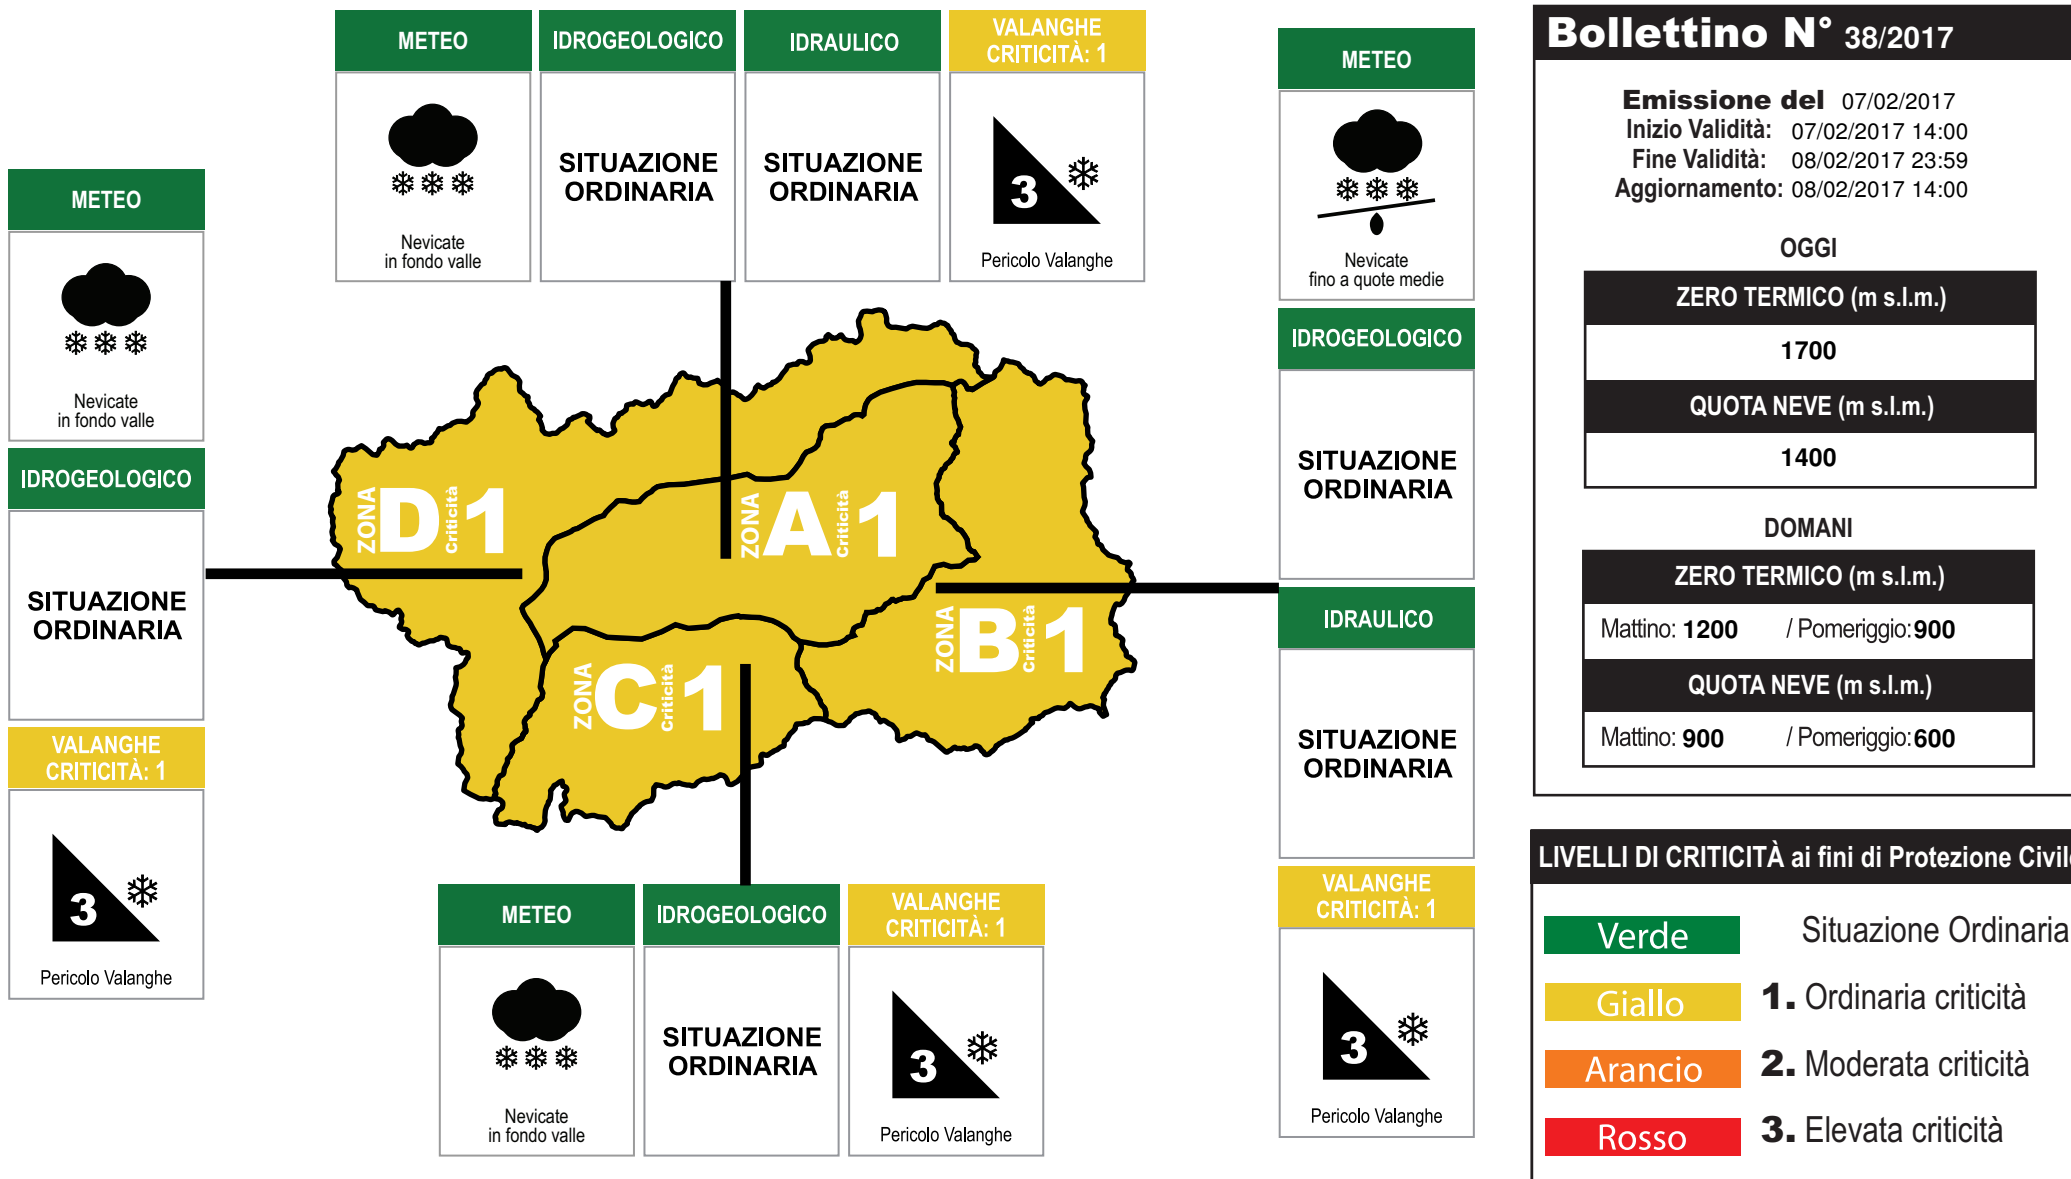 METEO
Nevicate
in fondo valle
IDROGEOLOGICO
SITUAZIONE
ORDINARIA
VALANGHE
CRITICITÀ: 1
3
Pericolo Valanghe
METEO
Nevicate
in fondo valle
IDROGEOLOGICO
SITUAZIONE
ORDINARIA
IDRAULICO
SITUAZIONE
ORDINARIA
VALANGHE
CRITICITÀ: 1
3
Pericolo Valanghe
ZONA D Criticità 1
ZONA A Criticità 1
ZONA B Criticità 1
ZONA C Criticità 1
METEO
Nevicate
in fondo valle
IDROGEOLOGICO
SITUAZIONE
ORDINARIA
VALANGHE
CRITICITÀ: 1
3
Pericolo Valanghe
METEO
Nevicate
fino a quote medie
IDROGEOLOGICO
SITUAZIONE
ORDINARIA
IDRAULICO
SITUAZIONE
ORDINARIA
VALANGHE
CRITICITÀ: 1
3
Pericolo Valanghe
Bollettino N° 38/2017
Emissione del 07/02/2017
Inizio Validità: 07/02/2017 14:00
Fine Validità: 08/02/2017 23:59
Aggiornamento: 08/02/2017 14:00
OGGI
ZERO TERMICO (m s.l.m.)
1700
QUOTA NEVE (m s.l.m.)
1400
DOMANI
ZERO TERMICO (m s.l.m.)
Mattino: 1200 / Pomeriggio: 900
QUOTA NEVE (m s.l.m.)
Mattino: 900 / Pomeriggio: 600
LIVELLI DI CRITICITÀ ai fini di Protezione Civile
Verde Situazione Ordinaria
Giallo 1. Ordinaria criticità
Arancio 2. Moderata criticità
Rosso 3. Elevata criticità